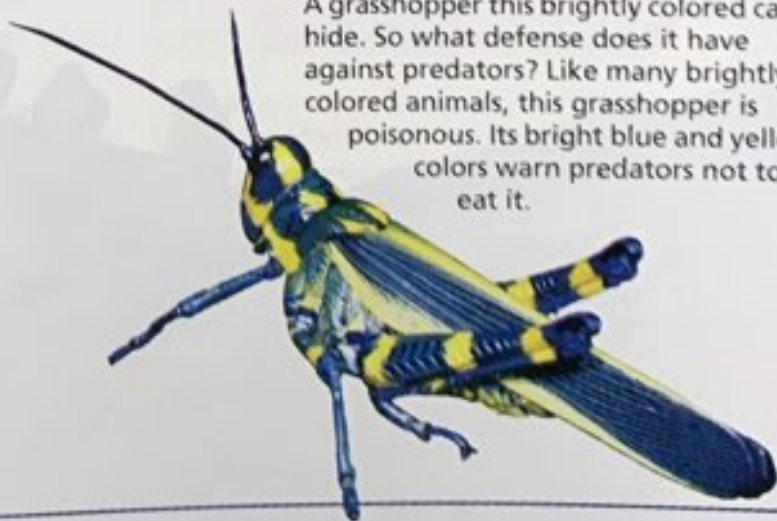 A grasshopper this brightly colored
hide. So what defense does it have
against predators? Like many brightly
colored animals, this grasshopper is
poisonous. Its bright blue and
colors warn predators not to
eat it.